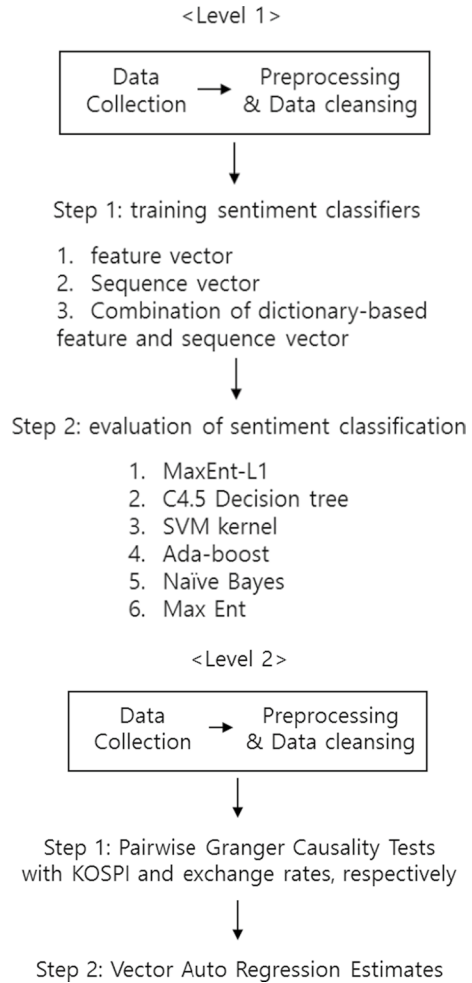 <Level 1>
Data Collection
Preprocessing & Data cleansing
Step 1: training sentiment classifiers
1. feature vector
2. Sequence vector
3. Combination of dictionary-based
feature and sequence vector
Step 2: evaluation of sentiment classification
1. MaxEnt-L1
2. C4.5 Decision tree
3. SVM kernel
4. Ada-boost
5. Naïve Bayes
6. Max Ent
<Level 2>
Data Collection
Preprocessing & Data cleansing
Step 1: Pairwise Granger Causality Tests
with KOSPI and exchange rates, respectively
Step 2: Vector Auto Regression Estimates